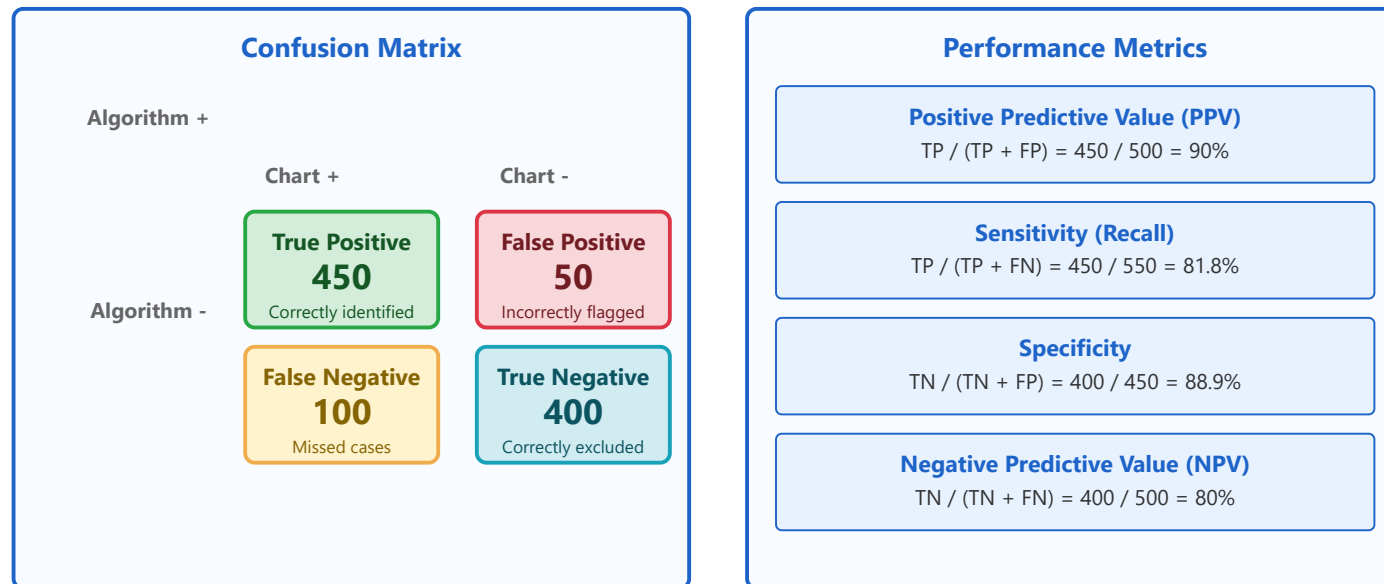 Confusion Matrix
Algorithm +
Chart +
Chart -
True Positive
450
Correctly identified
False Positive
50
Incorrectly flagged
Algorithm -
False Negative
100
Missed cases
True Negative
400
Correctly excluded
Performance Metrics
Positive Predictive Value (PPV)
TP / (TP + FP) = 450 / 500 = 90%
Sensitivity (Recall)
TP / (TP + FN) = 450 / 550 = 81.8%
Specificity
TN / (TN + FP) = 400 / 450 = 88.9%
Negative Predictive Value (NPV)
TN / (TN + FN) = 400 / 500 = 80%